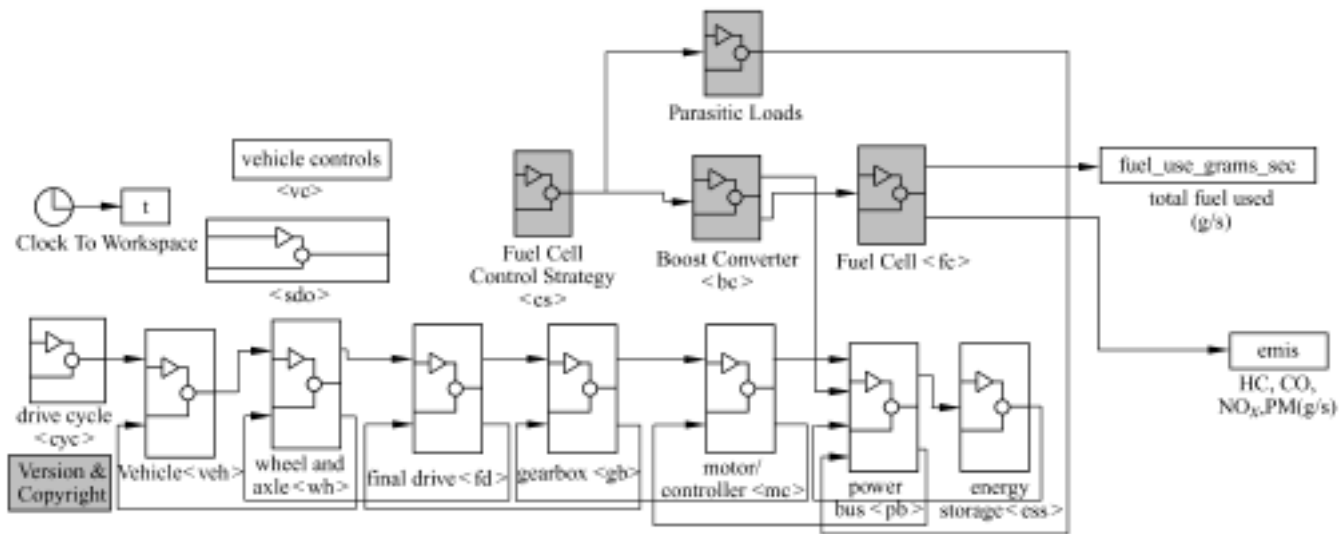 Parasitic Loads
vehicle controls
<vc>
t
Clock To Workspace
<sdo>
Fuel Cell
Control Strategy
<cs>
Boost Converter
<bc>
Fuel Cell <fc>
fuel_use_grams_sec
total fuel used
(g/s)
emis
HC, CO,
NOX,PM(g/s)
drive cycle
<cyc>
Version &
Copyright
Vehicle<veh>
wheel and
axle<wh>
final drive<fd>
gearbox <gb>
motor/
controller <mc>
power
bus <pb>
energy
storage<ess>